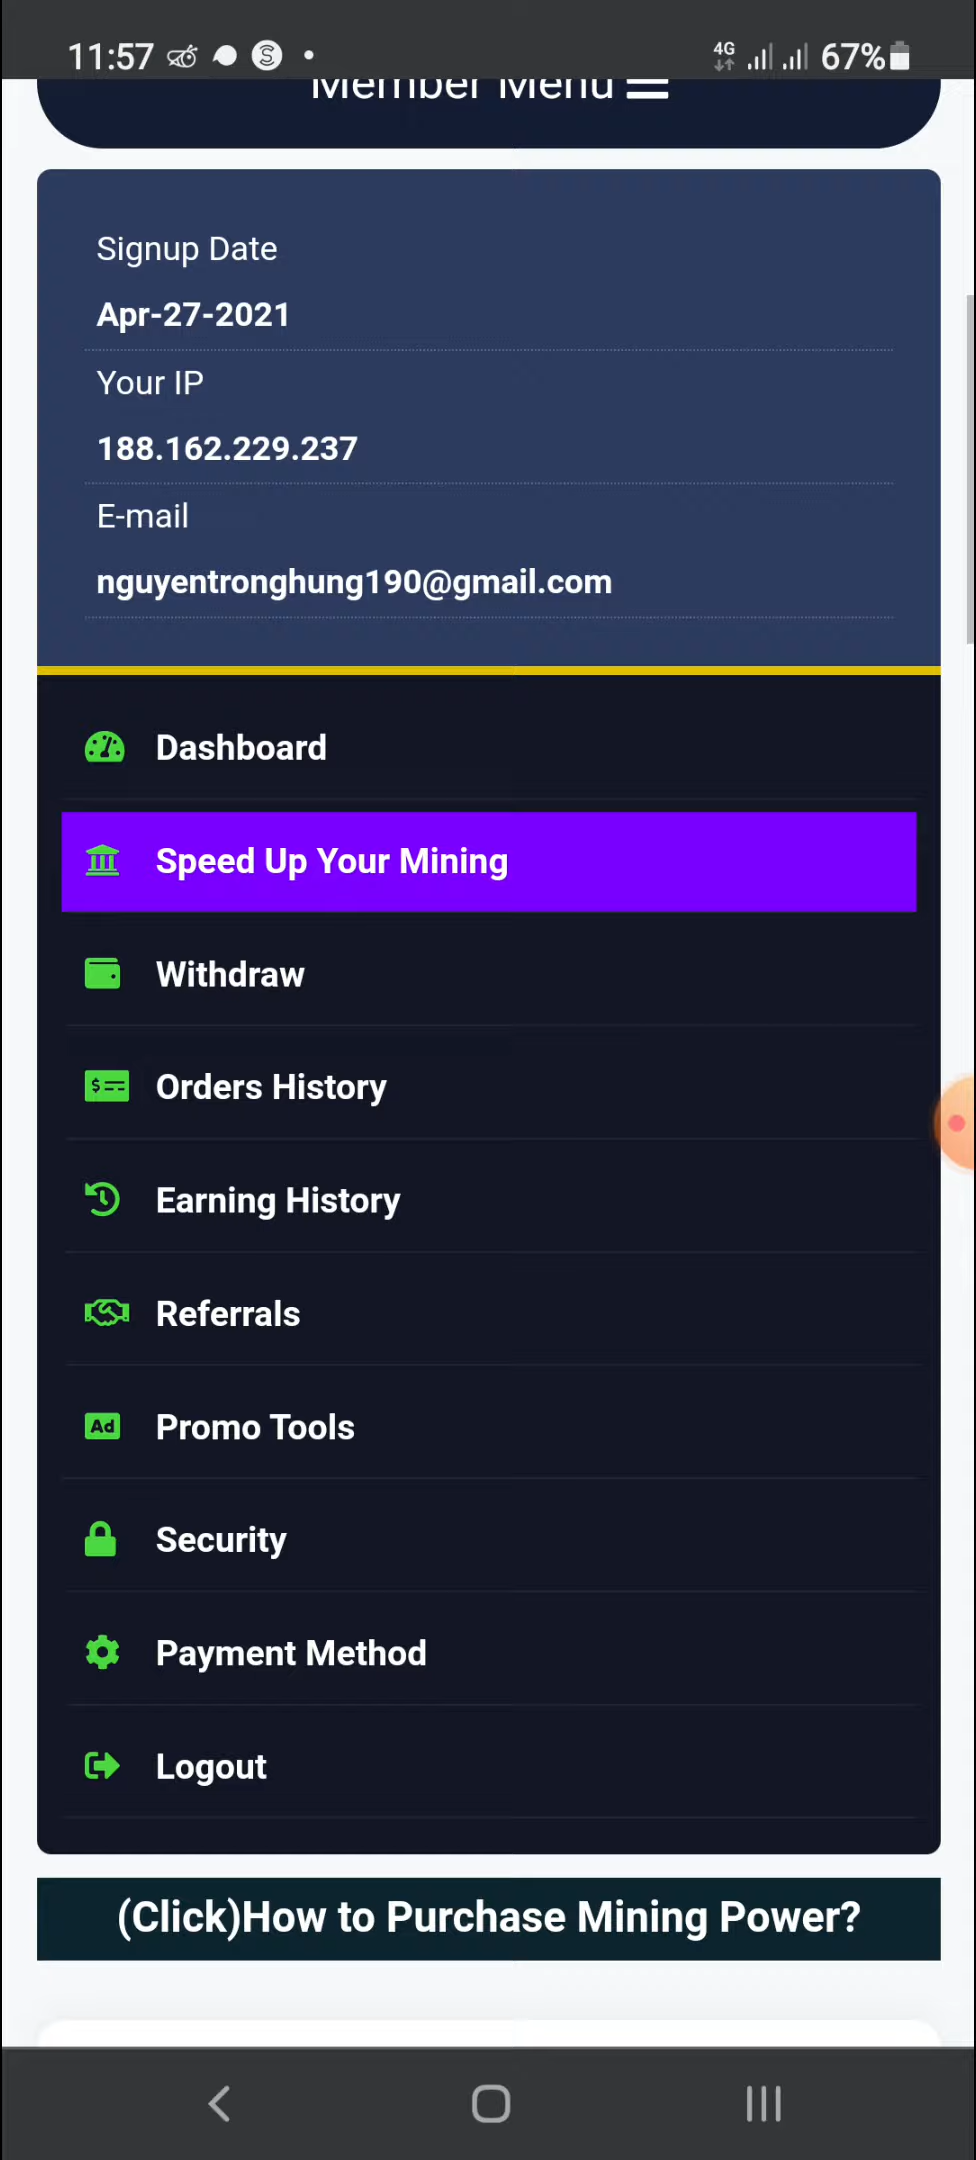 11:57 4G 67%
Member Menu
Signup Date
Apr-27-2021
Your IP
188.162.229.237
E-mail
nguyentronghung190@gmail.com
Dashboard
Speed Up Your Mining
Withdraw
$ Orders History
Earning History
Referrals
Ad Promo Tools
Security
Payment Method
Logout
(Click)How to Purchase Mining Power?